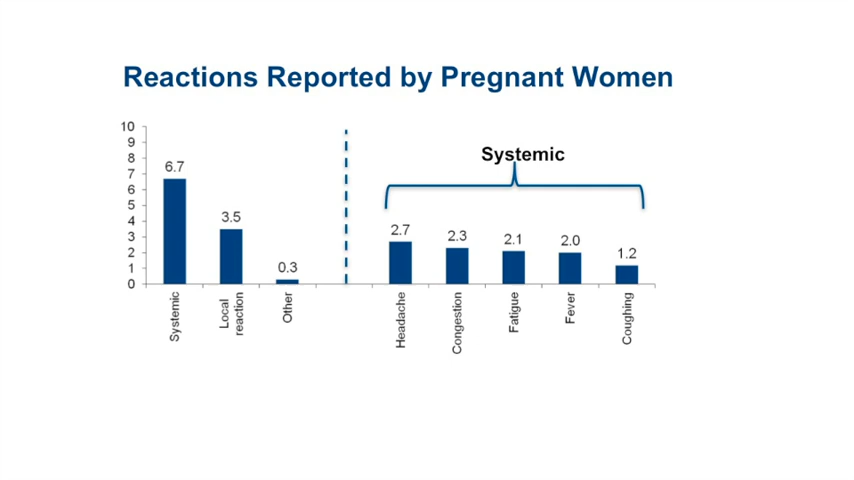 Reactions Reported by Pregnant Women
10
9
8
7
6
5
4
3
2
1
0
6.7
3.5
0.3
Systemic
2.7
2.3
2.1
2.0
1.2
Systemic
Local
reaction
Other
Headache
Congestion
Fatigue
Fever
Coughing